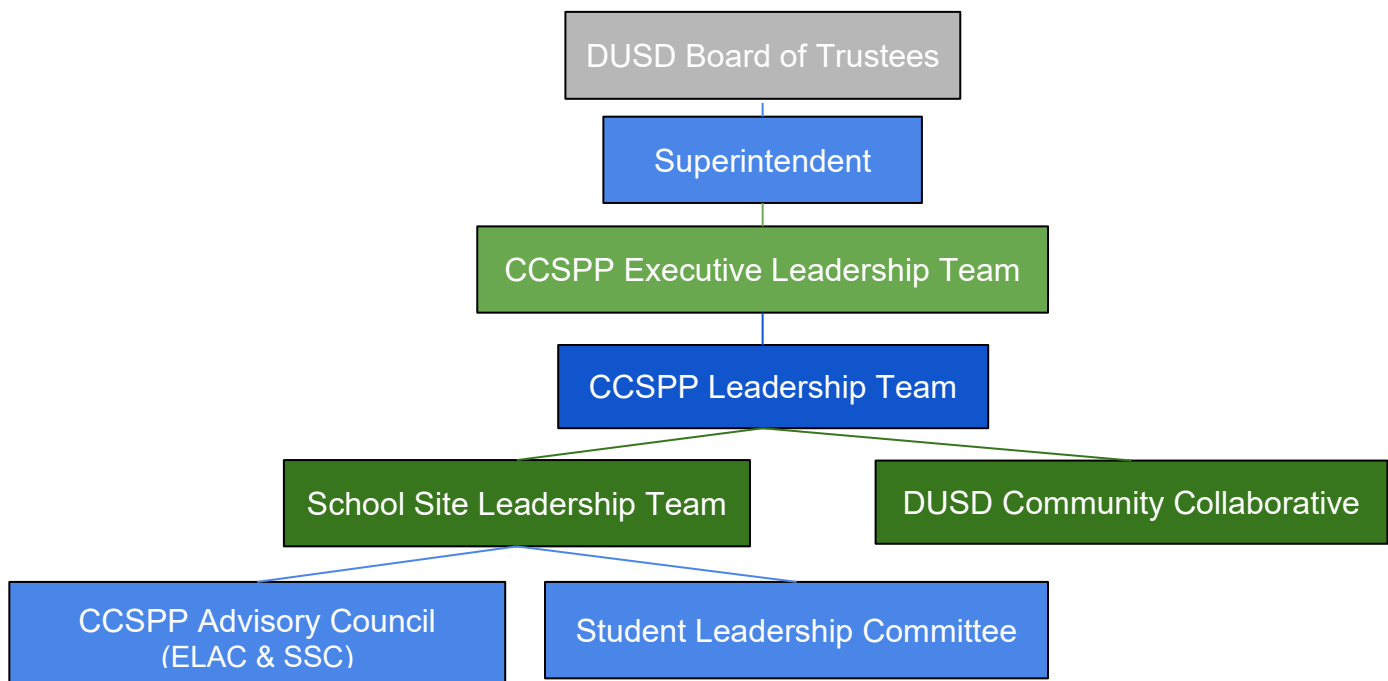 DUSD Board of Trustees
Superintendent
CCSPP Executive Leadership Team
CCSPP Leadership Team
School Site Leadership Team
DUSD Community Collaborative
CCSPP Advisory Council
(ELAC & SSC)
Student Leadership Committee